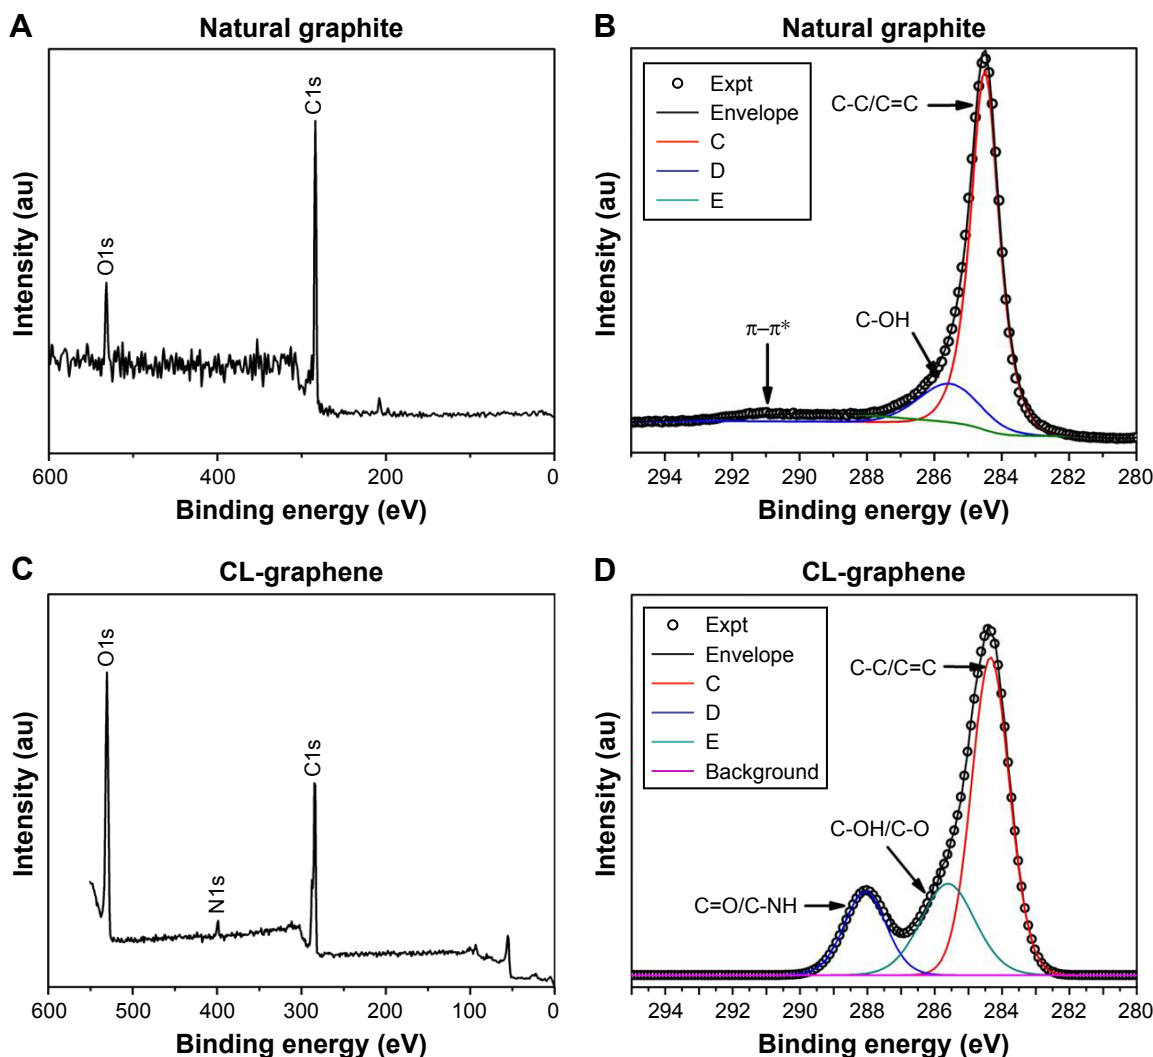 A
Natural graphite
Intensity (au)
O1s
C1s
600
400
200
0
Binding energy (eV)
B
Natural graphite
Intensity (au)
Expt
Envelope
C
D
E
C-C/C=C
C-OH
π–π*
294
292
290
288
286
284
282
280
Binding energy (eV)
C
CL-graphene
Intensity (au)
O1s
N1s
C1s
600
500
400
300
200
100
0
Binding energy (eV)
D
CL-graphene
Intensity (au)
Expt
Envelope
C
D
E
Background
C-C/C=C
C-OH/C-O
C=O/C-NH
294
292
290
288
286
284
282
280
Binding energy (eV)